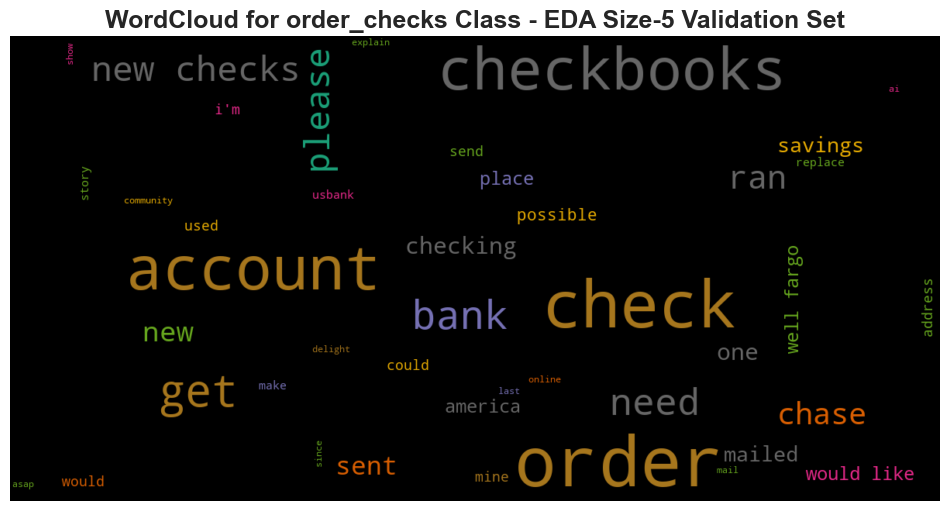 WordCloud for order_checks Class - EDA Size-5 Validation Set
explain
show
new checks
checkbooks
please
ai
i'm
savings
send
replace
story
place
ran
usbank
community
possible
used
checking
account
well fargo
check
address
bank
new
delight
one
could
online
get
make
last
america
need
chase
order
since
sent
mailed
mine
mail
would like
asap
would